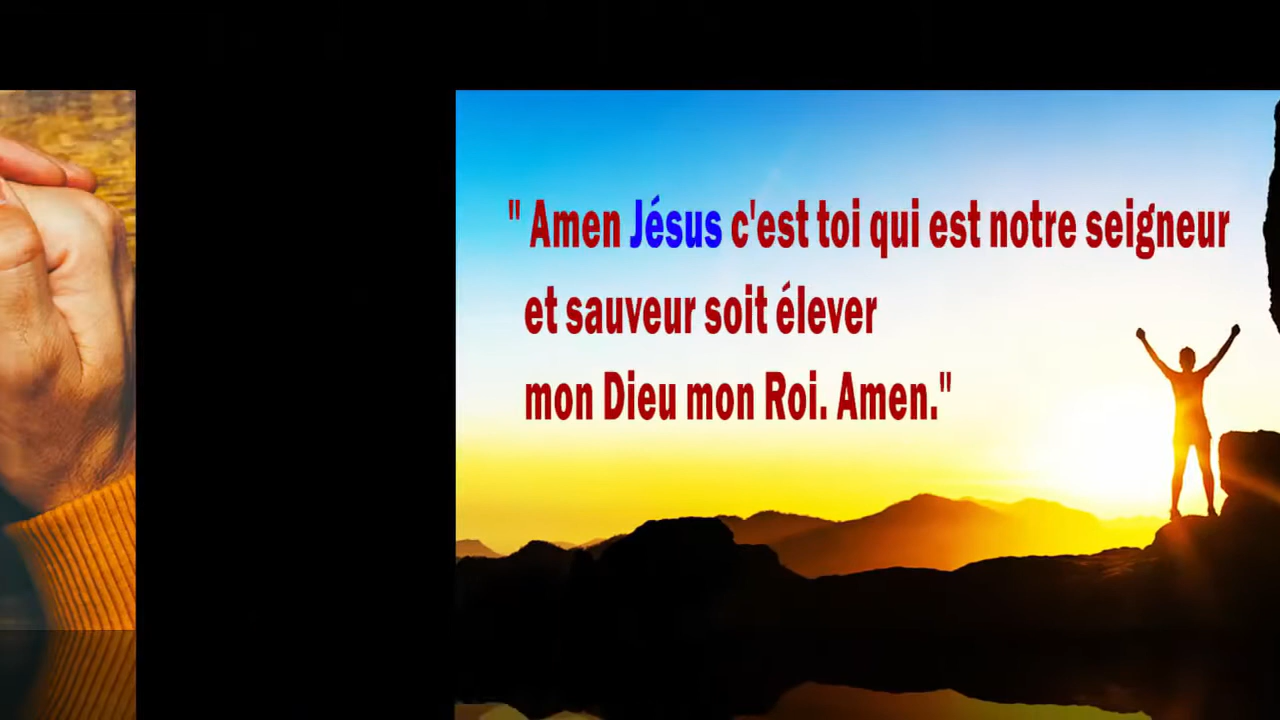 " Amen Jésus c'est toi qui est notre seigneur
et sauveur soit élever
mon Dieu mon Roi. Amen."